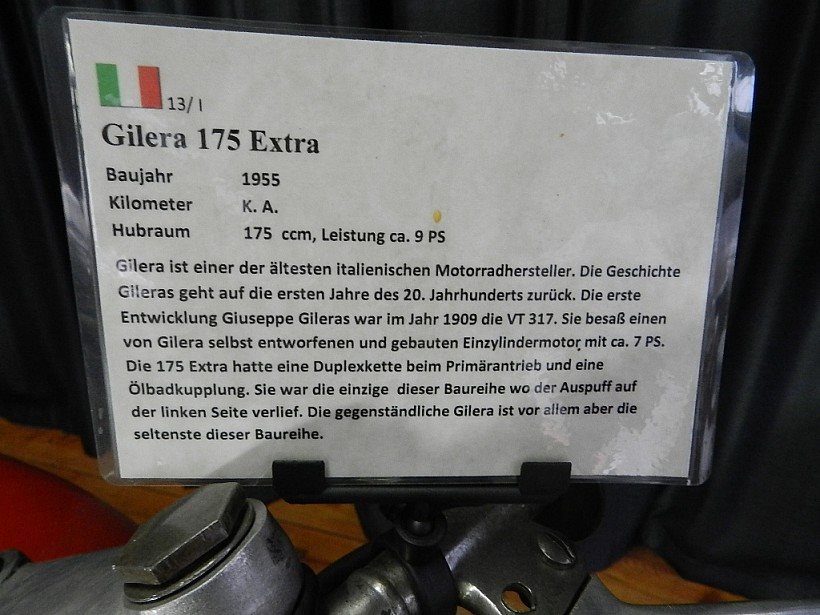 13/ I
Gilera 175 Extra
Baujahr 1955
Kilometer K. A.
Hubraum 175 ccm, Leistung ca. 9 PS
Gilera ist einer der ältesten italienischen Motorradhersteller. Die Geschichte
Gileras geht auf die ersten Jahre des 20. Jahrhunderts zurück. Die erste
Entwicklung Giuseppe Gileras war im Jahr 1909 die VT 317. Sie besaß einen
von Gilera selbst entworfenen und gebauten Einzylindermotor mit ca. 7 PS.
Die 175 Extra hatte eine Duplexkette beim Primärantrieb und eine
Ölbadkupplung. Sie war die einzige dieser Baureihe wo der Auspuff auf
der linken Seite verlief. Die gegenständliche Gilera ist vor allem aber die
seltenste dieser Baureihe.